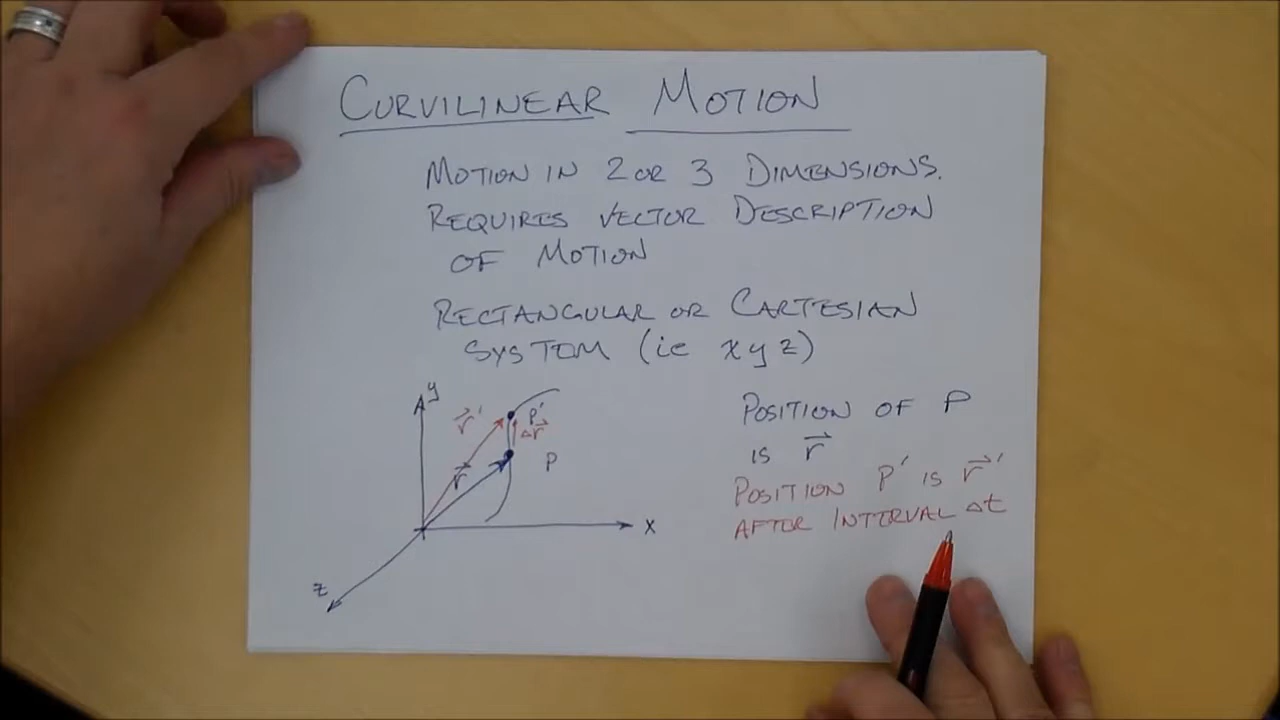 CURVILINEAR MOTION
MOTION IN 2 OR 3 DIMENSIONS.
REQUIRES VECTOR DESCRIPTION
OF MOTION
RECTANGULAR OR CARTESIAN
SYSTEM (ie x y z)
y
r⃗'
P'
Δr⃗
r⃗
P
x
z
POSITION OF P
IS r⃗
POSITION P' IS r⃗'
AFTER INTERVAL Δt